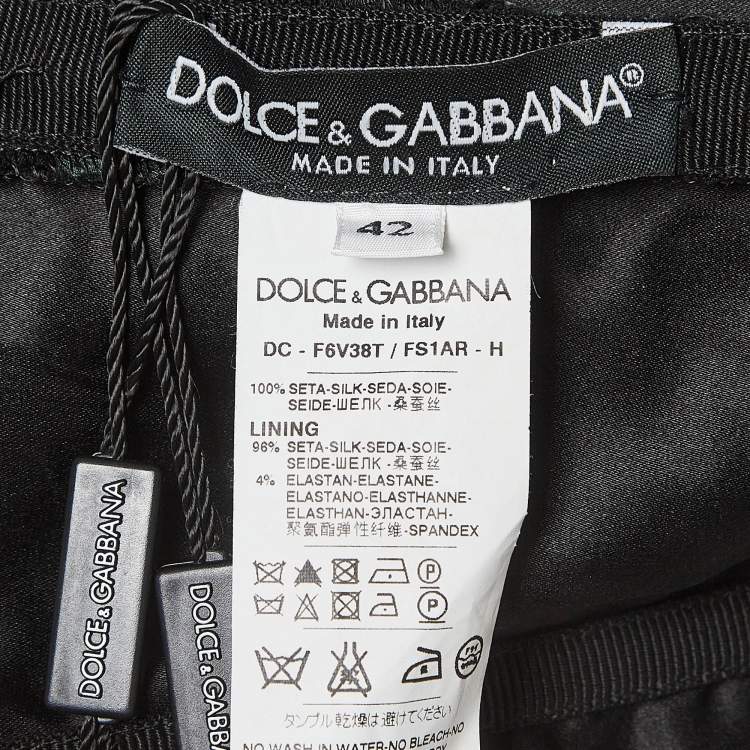 DOLCE & GABBANA®
MADE IN ITALY
42
DOLCE & GABBANA
Made in Italy
DC - F6V38T / FS1AR - H
100% SETA-SILK-SEDA-SOIE-
SEIDE-ШЕЛК -桑蚕丝
LINING
96% SETA-SILK-SEDA-SOIE-
SEIDE-ШЕЛК -桑蚕丝
4% ELASTAN-ELASTANE-
ELASTANO-ELASTHANNE-
ELASTHAN-ЭЛАСТАН-
聚氨酯弹性纤维-SPANDEX
P
P
タンブル乾燥は避けてください
NO WASH IN WATER-NO BLEACH-NO
DOLCE & GABBANA
DOLCE & GABBANA